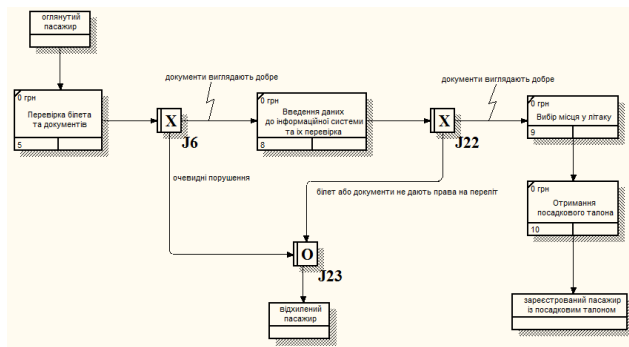 оглянутий
пасажир
документи виглядають добре
документи виглядають добре
0 грн
Перевірка білета
та документів
5
X
J6
0 грн
Введення даних
до інформаційної системи
та їх перевірка
8
X
J22
0 грн
Вибір місця у літаку
9
очевидні порушення
білет або документи не дають права на переліт
0 грн
Отримання
посадкового талона
10
O
J23
відхилений
пасажир
зареєстрований пасажир
із посадковим талоном